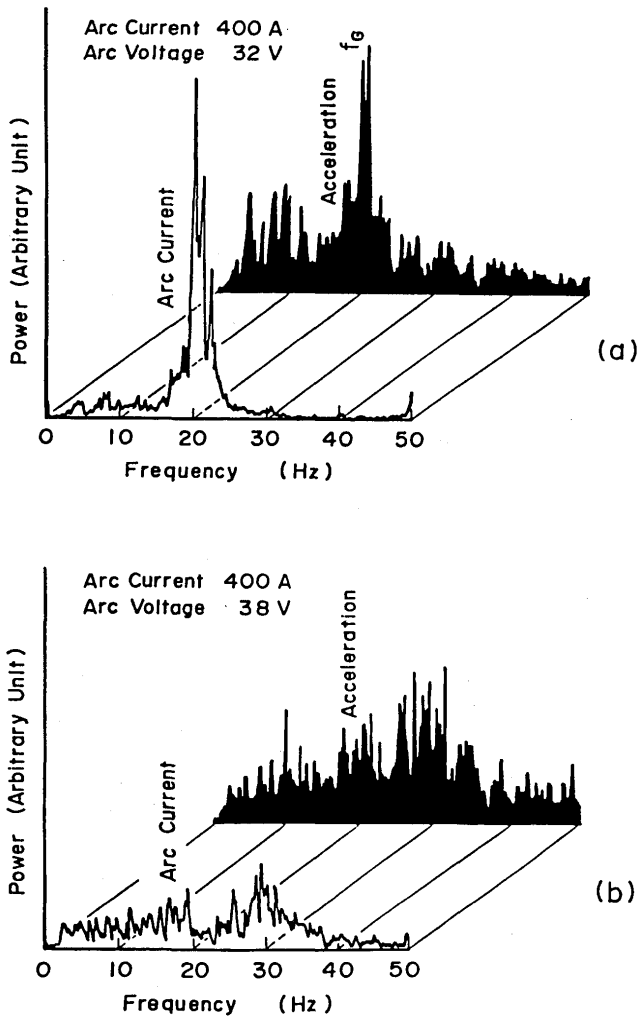 Arc Current 400 A
Arc Voltage 32 V
f_G
Acceleration
Arc Current
Power (Arbitrary Unit)
(a)
0 10 20 30 40 50
Frequency (Hz)
Arc Current 400 A
Arc Voltage 38 V
Acceleration
Arc Current
Power (Arbitrary Unit)
(b)
0 10 20 30 40 50
Frequency (Hz)